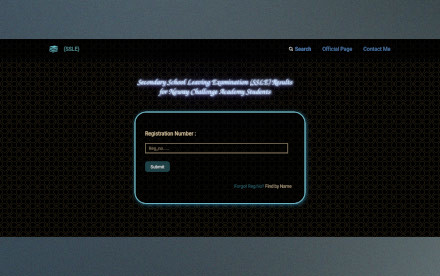 (SSLE)
Search
Official Page
Contact Me
Secondary School Leaving Examination (SSLE) Results
for Neway Challenge Academy Students
Registration Number :
Reg_no.....
Submit
Forgot Reg No? Find by Name